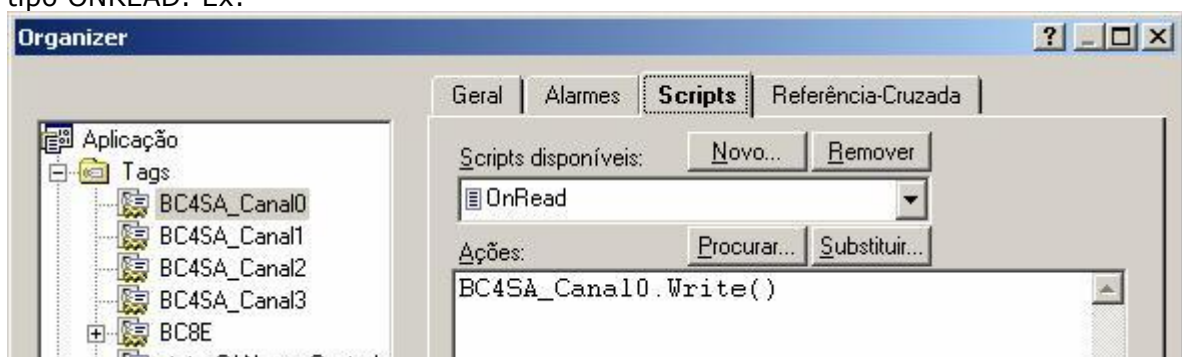 tipo ONREAD. Ex:
Organizer
Geral Alarmes Scripts Referência-Cruzada
Aplicação
Tags
BC4SA_Canal0
BC4SA_Canal1
BC4SA_Canal2
BC4SA_Canal3
BC8E
Scripts disponíveis: Novo... Remover
OnRead
Ações: Procurar... Substituir...
BC4SA_Canal0.Write()